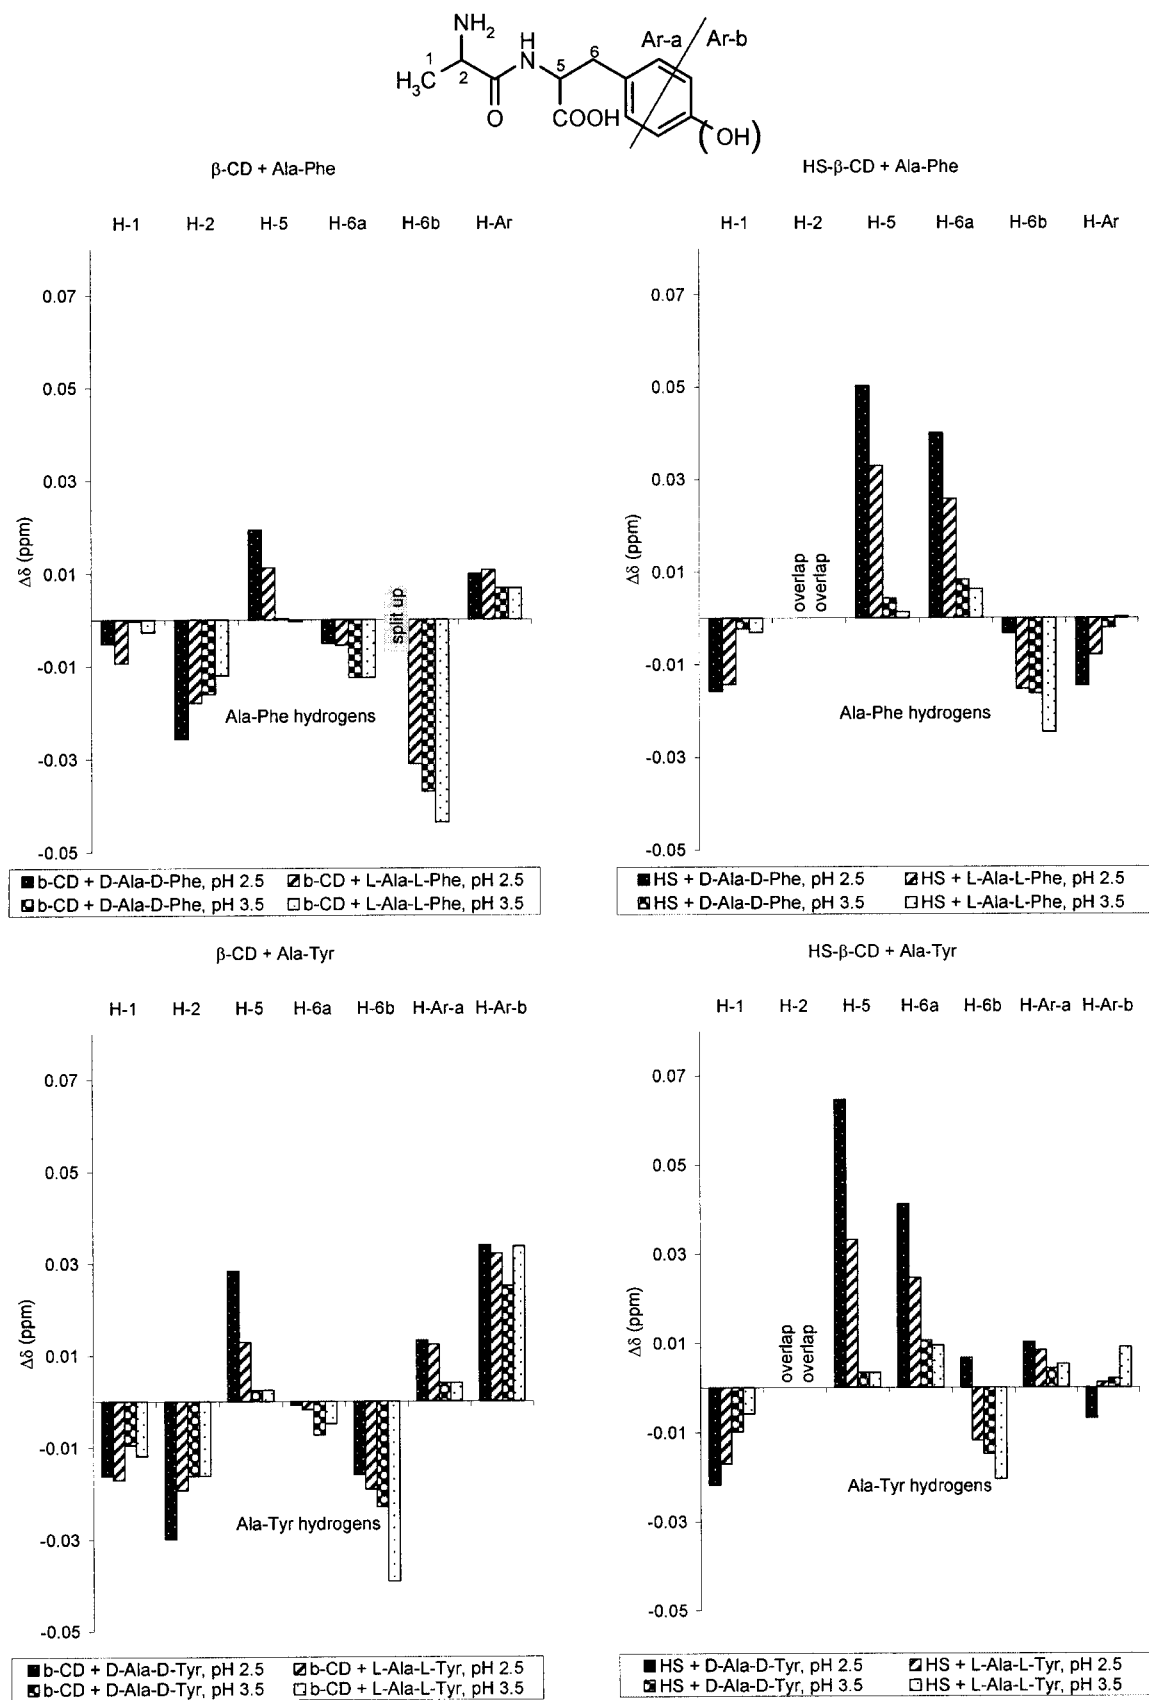 NH2
H
N
6
Ar-a
Ar-b
1
2
5
H3C
O
COOH
(OH)
β-CD + Ala-Phe
H-1 H-2 H-5 H-6a H-6b H-Ar
0.07
0.05
0.03
0.01
-0.01
-0.03
-0.05
Δδ (ppm)
split up
Ala-Phe hydrogens
b-CD + D-Ala-D-Phe, pH 2.5 b-CD + L-Ala-L-Phe, pH 2.5
b-CD + D-Ala-D-Phe, pH 3.5 b-CD + L-Ala-L-Phe, pH 3.5
HS-β-CD + Ala-Phe
H-1 H-2 H-5 H-6a H-6b H-Ar
0.07
0.05
0.03
0.01
-0.01
-0.03
-0.05
Δδ (ppm)
overlap
overlap
Ala-Phe hydrogens
HS + D-Ala-D-Phe, pH 2.5 HS + L-Ala-L-Phe, pH 2.5
HS + D-Ala-D-Phe, pH 3.5 HS + L-Ala-L-Phe, pH 3.5
β-CD + Ala-Tyr
H-1 H-2 H-5 H-6a H-6b H-Ar-a H-Ar-b
0.07
0.05
0.03
0.01
-0.01
-0.03
-0.05
Δδ (ppm)
Ala-Tyr hydrogens
b-CD + D-Ala-D-Tyr, pH 2.5 b-CD + L-Ala-L-Tyr, pH 2.5
b-CD + D-Ala-D-Tyr, pH 3.5 b-CD + L-Ala-L-Tyr, pH 3.5
HS-β-CD + Ala-Tyr
H-1 H-2 H-5 H-6a H-6b H-Ar-a H-Ar-b
0.07
0.05
0.03
0.01
-0.01
-0.03
-0.05
Δδ (ppm)
overlap
overlap
Ala-Tyr hydrogens
HS + D-Ala-D-Tyr, pH 2.5 HS + L-Ala-L-Tyr, pH 2.5
HS + D-Ala-D-Tyr, pH 3.5 HS + L-Ala-L-Tyr, pH 3.5